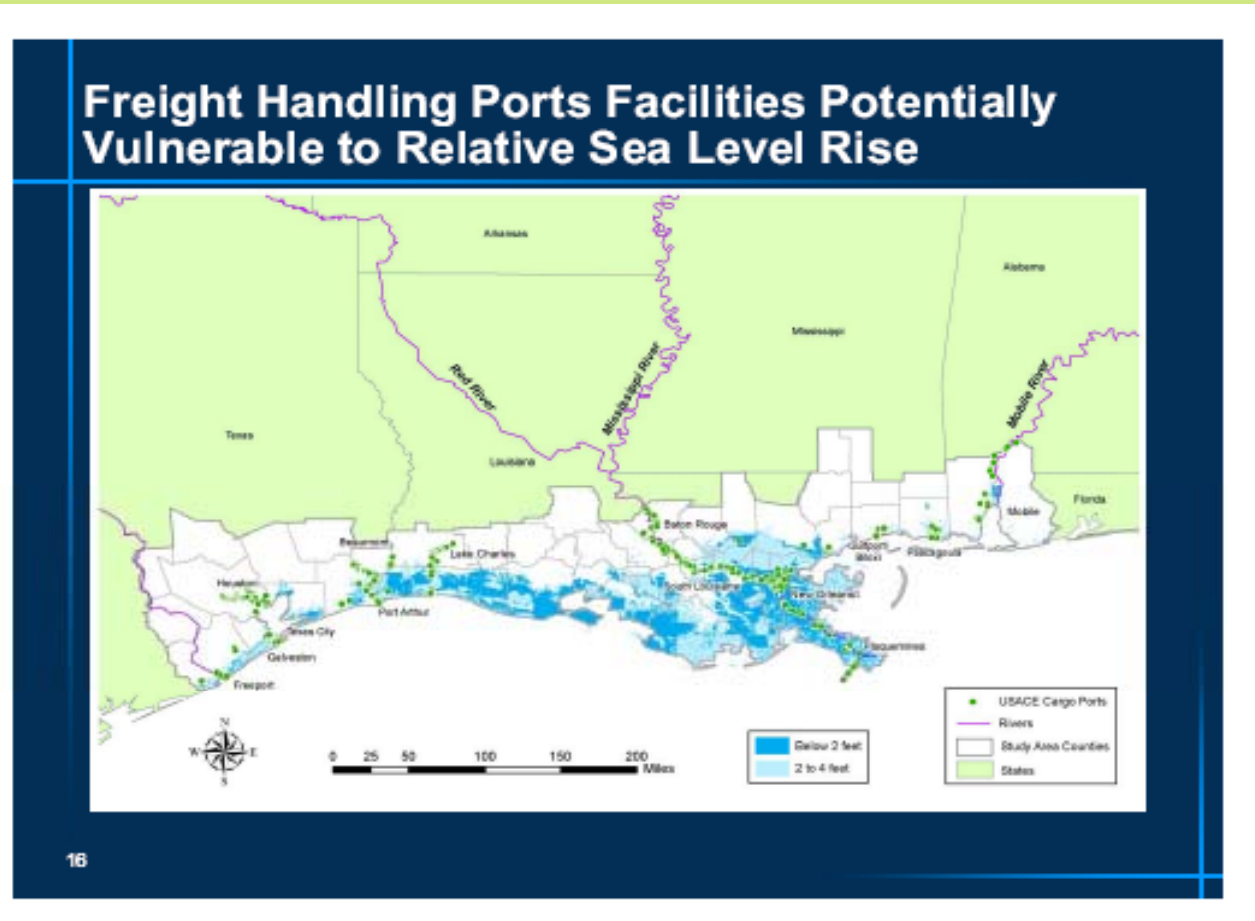 Freight Handling Ports Facilities Potentially
Vulnerable to Relative Sea Level Rise
Arkansas
Alabama
Mississippi
Red River
Mississippi River
Mobile River
Texas
Louisiana
Florida
Mobile
Baton Rouge
Beaumont
Lake Charles
Gulfport
Biloxi
Pascagoula
Houston
South Louisiana
New Orleans
Port Arthur
Texas City
Galveston
Plaquemines
Freeport
N
W
E
S
0 25 50 100 150 200
Miles
Below 2 feet
2 to 4 feet
USACE Cargo Ports
Rivers
Study Area Counties
States
16